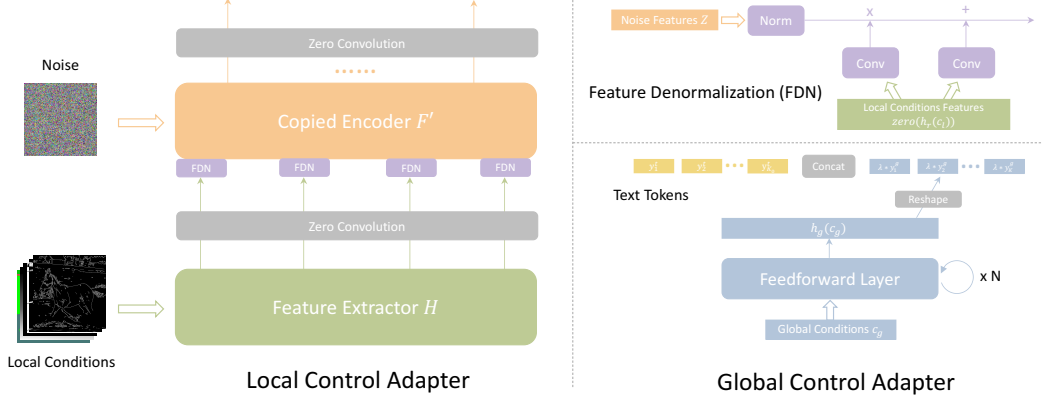 Zero Convolution
Noise
Copied Encoder F′
FDN FDN FDN FDN
Zero Convolution
Feature Extractor H
Local Conditions
Local Control Adapter
Noise Features Z
Norm
x +
Conv Conv
Feature Denormalization (FDN)
Local Conditions Features
zero(h_r(c_l))
Concat
Text Tokens
Reshape
h_g(c_g)
Feedforward Layer
x N
Global Conditions c_g
Global Control Adapter